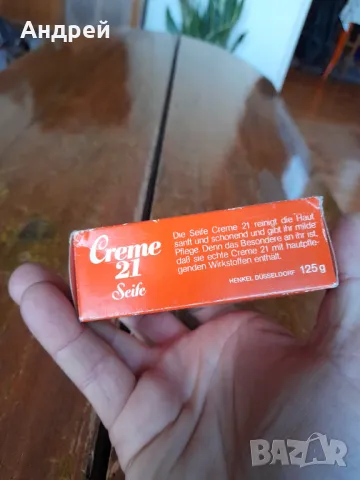 Андрей
Creme
21
Seife
Die Seife Creme 21 reinigt die Haut
sanft und schonend und gibt ihr milde
Pflege. Denn das Besondere an ihr ist,
daß sie echte Creme 21 mit hautpfle-
genden Wirkstoffen enthält.
HENKEL DÜSSELDORF 125g
BAZAR